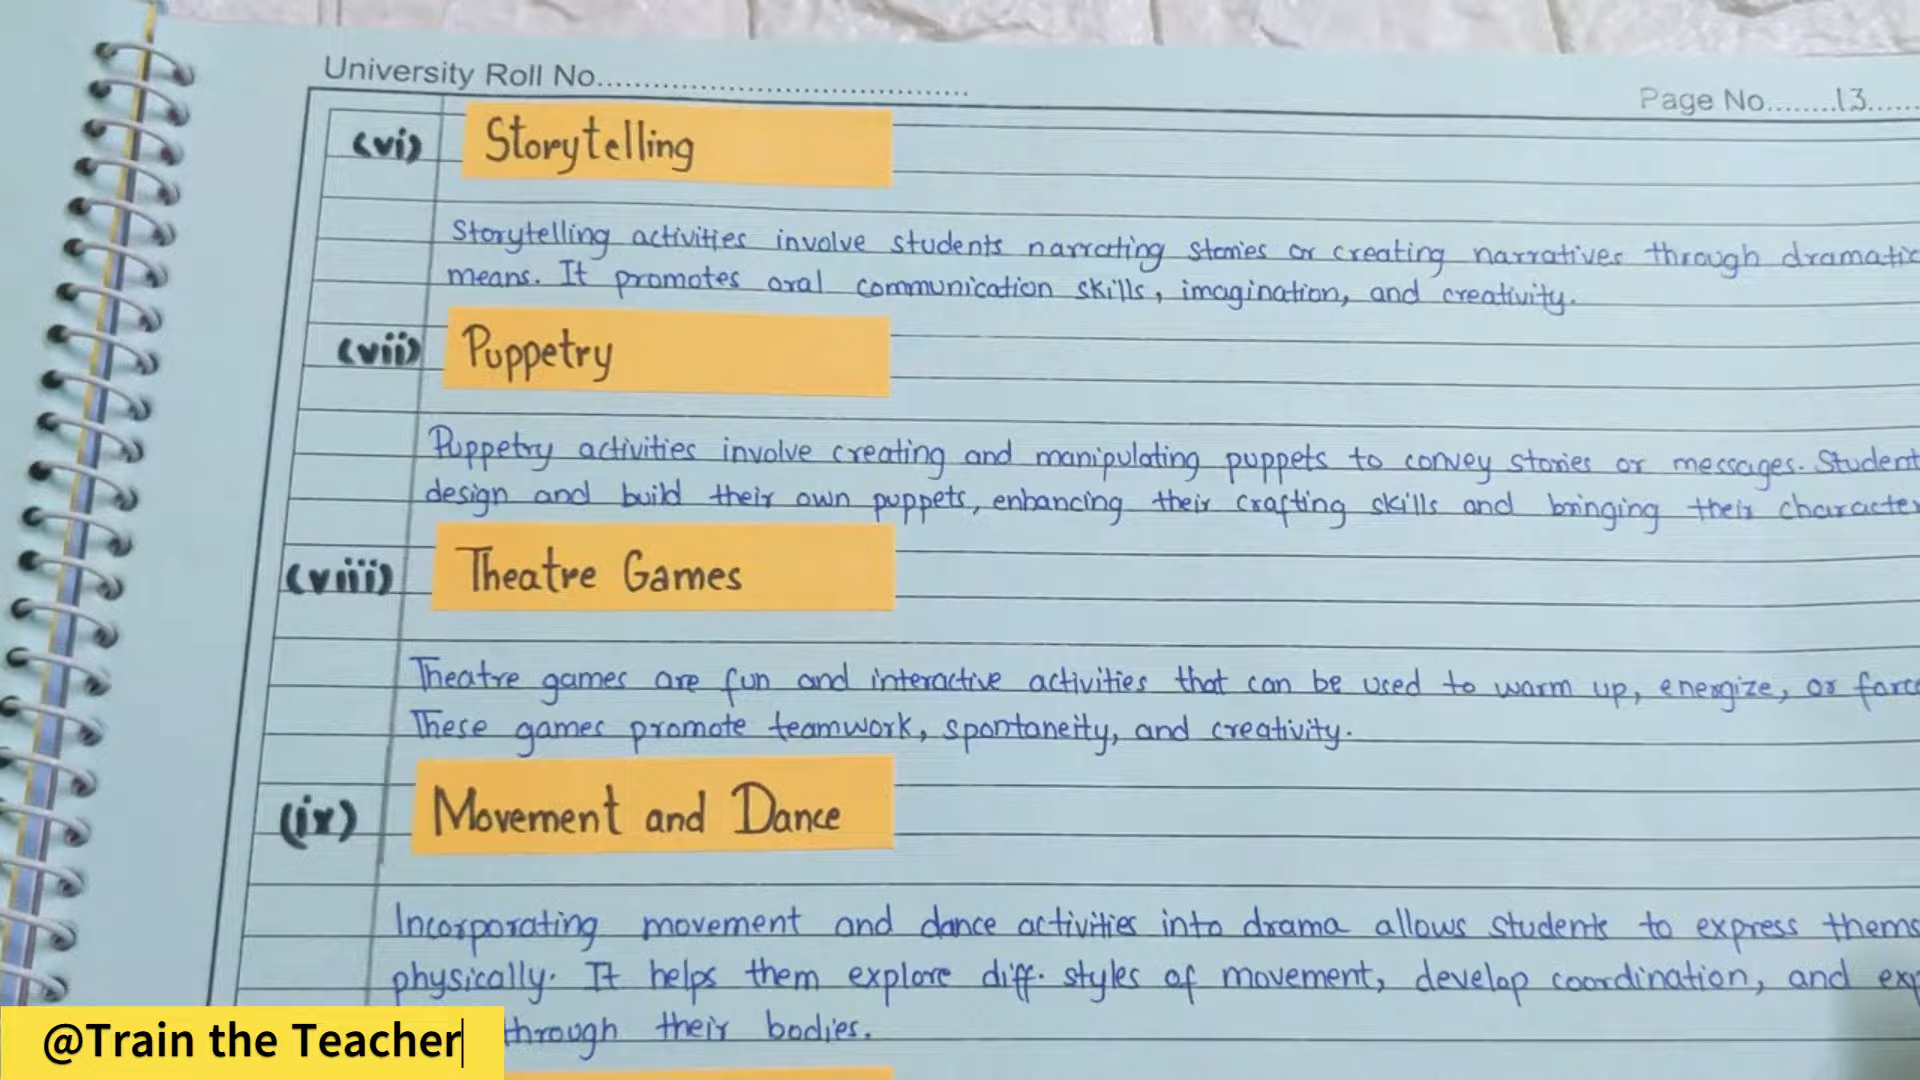 University Roll No........................................
Page No........13......
(vi) Storytelling
Storytelling activities involve students narrating stories or creating narratives through dramatic
means. It promotes oral communication skills, imagination, and creativity.
(vii) Puppetry
Puppetry activities involve creating and manipulating puppets to convey stories or messages. Student
design and build their own puppets, enhancing their crafting skills and bringing their character
(viii) Theatre Games
Theatre games are fun and interactive activities that can be used to warm up, energize, or
These games promote teamwork, spontaneity, and creativity.
(ix) Movement and Dance
Incorporating movement and dance activities into drama allows students to express thems
physically. It helps them explore diff. styles of movement, develop coordination, and exp
through their bodies.
@Train the Teacher